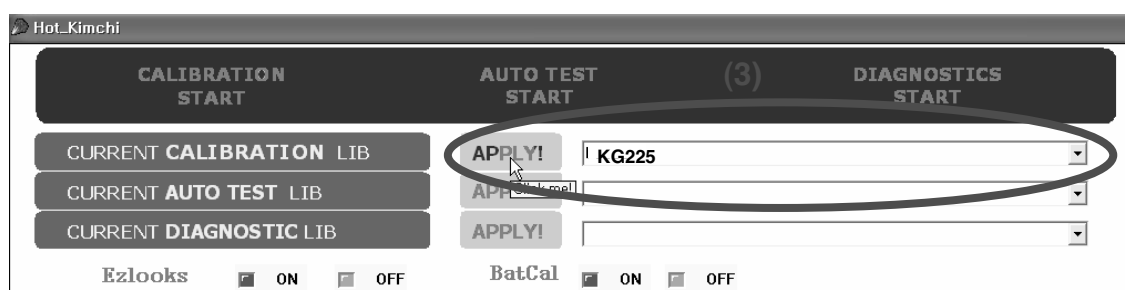 Hot_Kimchi
CALIBRATION START
AUTO TEST START
(3)
DIAGNOSTICS START
CURRENT CALIBRATION LIB
APPLY!
KG225
Click me!
CURRENT AUTO TEST LIB
CURRENT DIAGNOSTIC LIB
APPLY!
Ezlooks ON OFF
BatCal ON OFF